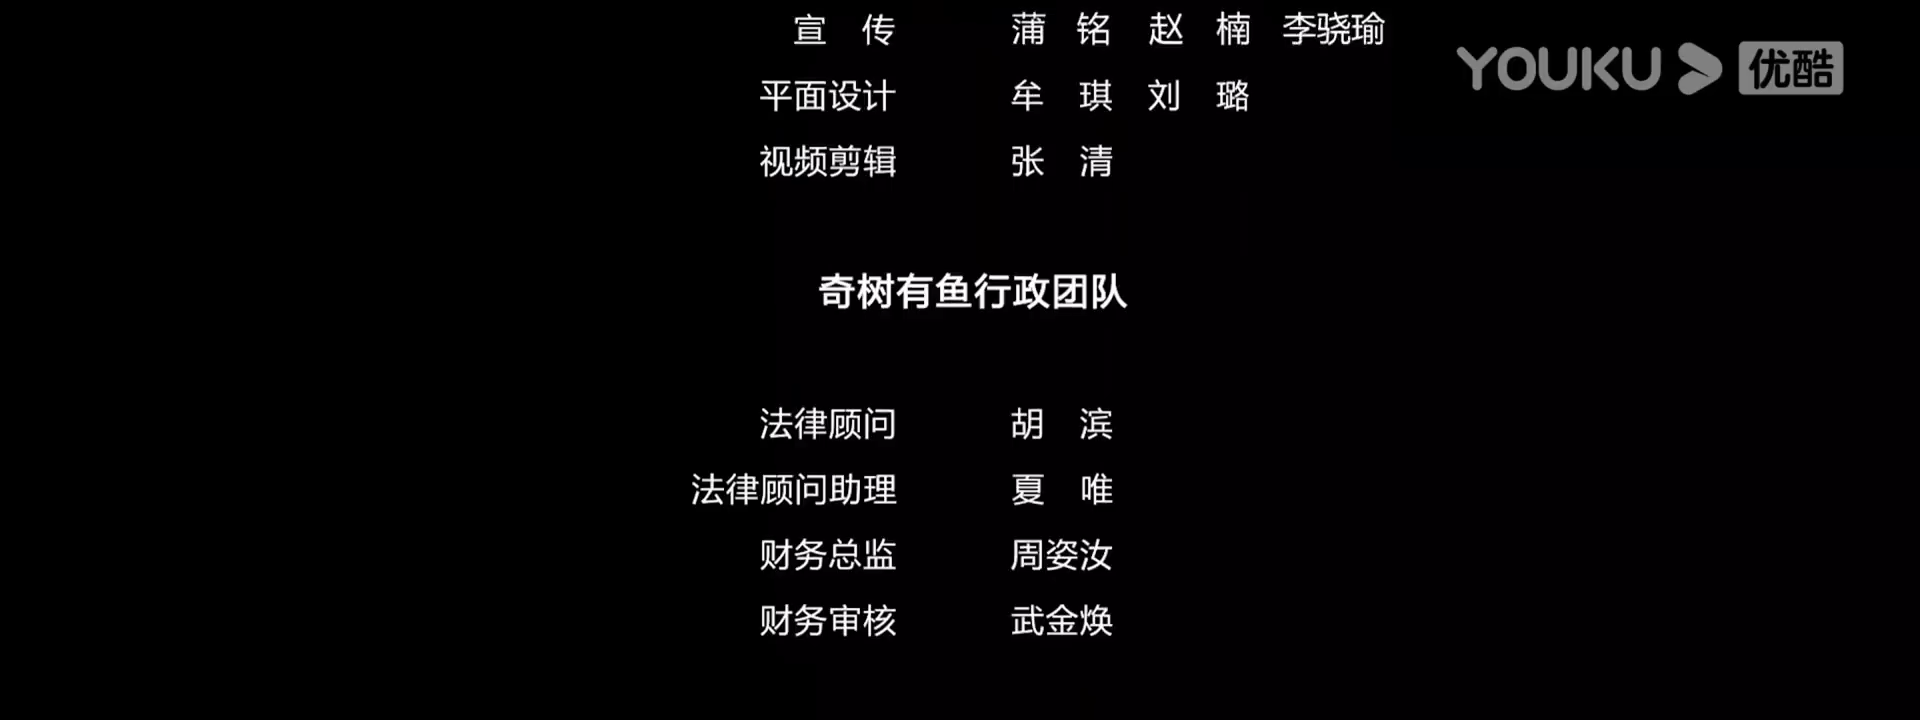 宣 传 蒲 铭 赵 楠 李骁瑜
YOUKU 优酷
平面设计 牟 琪 刘 璐
视频剪辑 张 清
奇树有鱼行政团队
法律顾问 胡 滨
法律顾问助理 夏 唯
财务总监 周姿汝
财务审核 武金焕